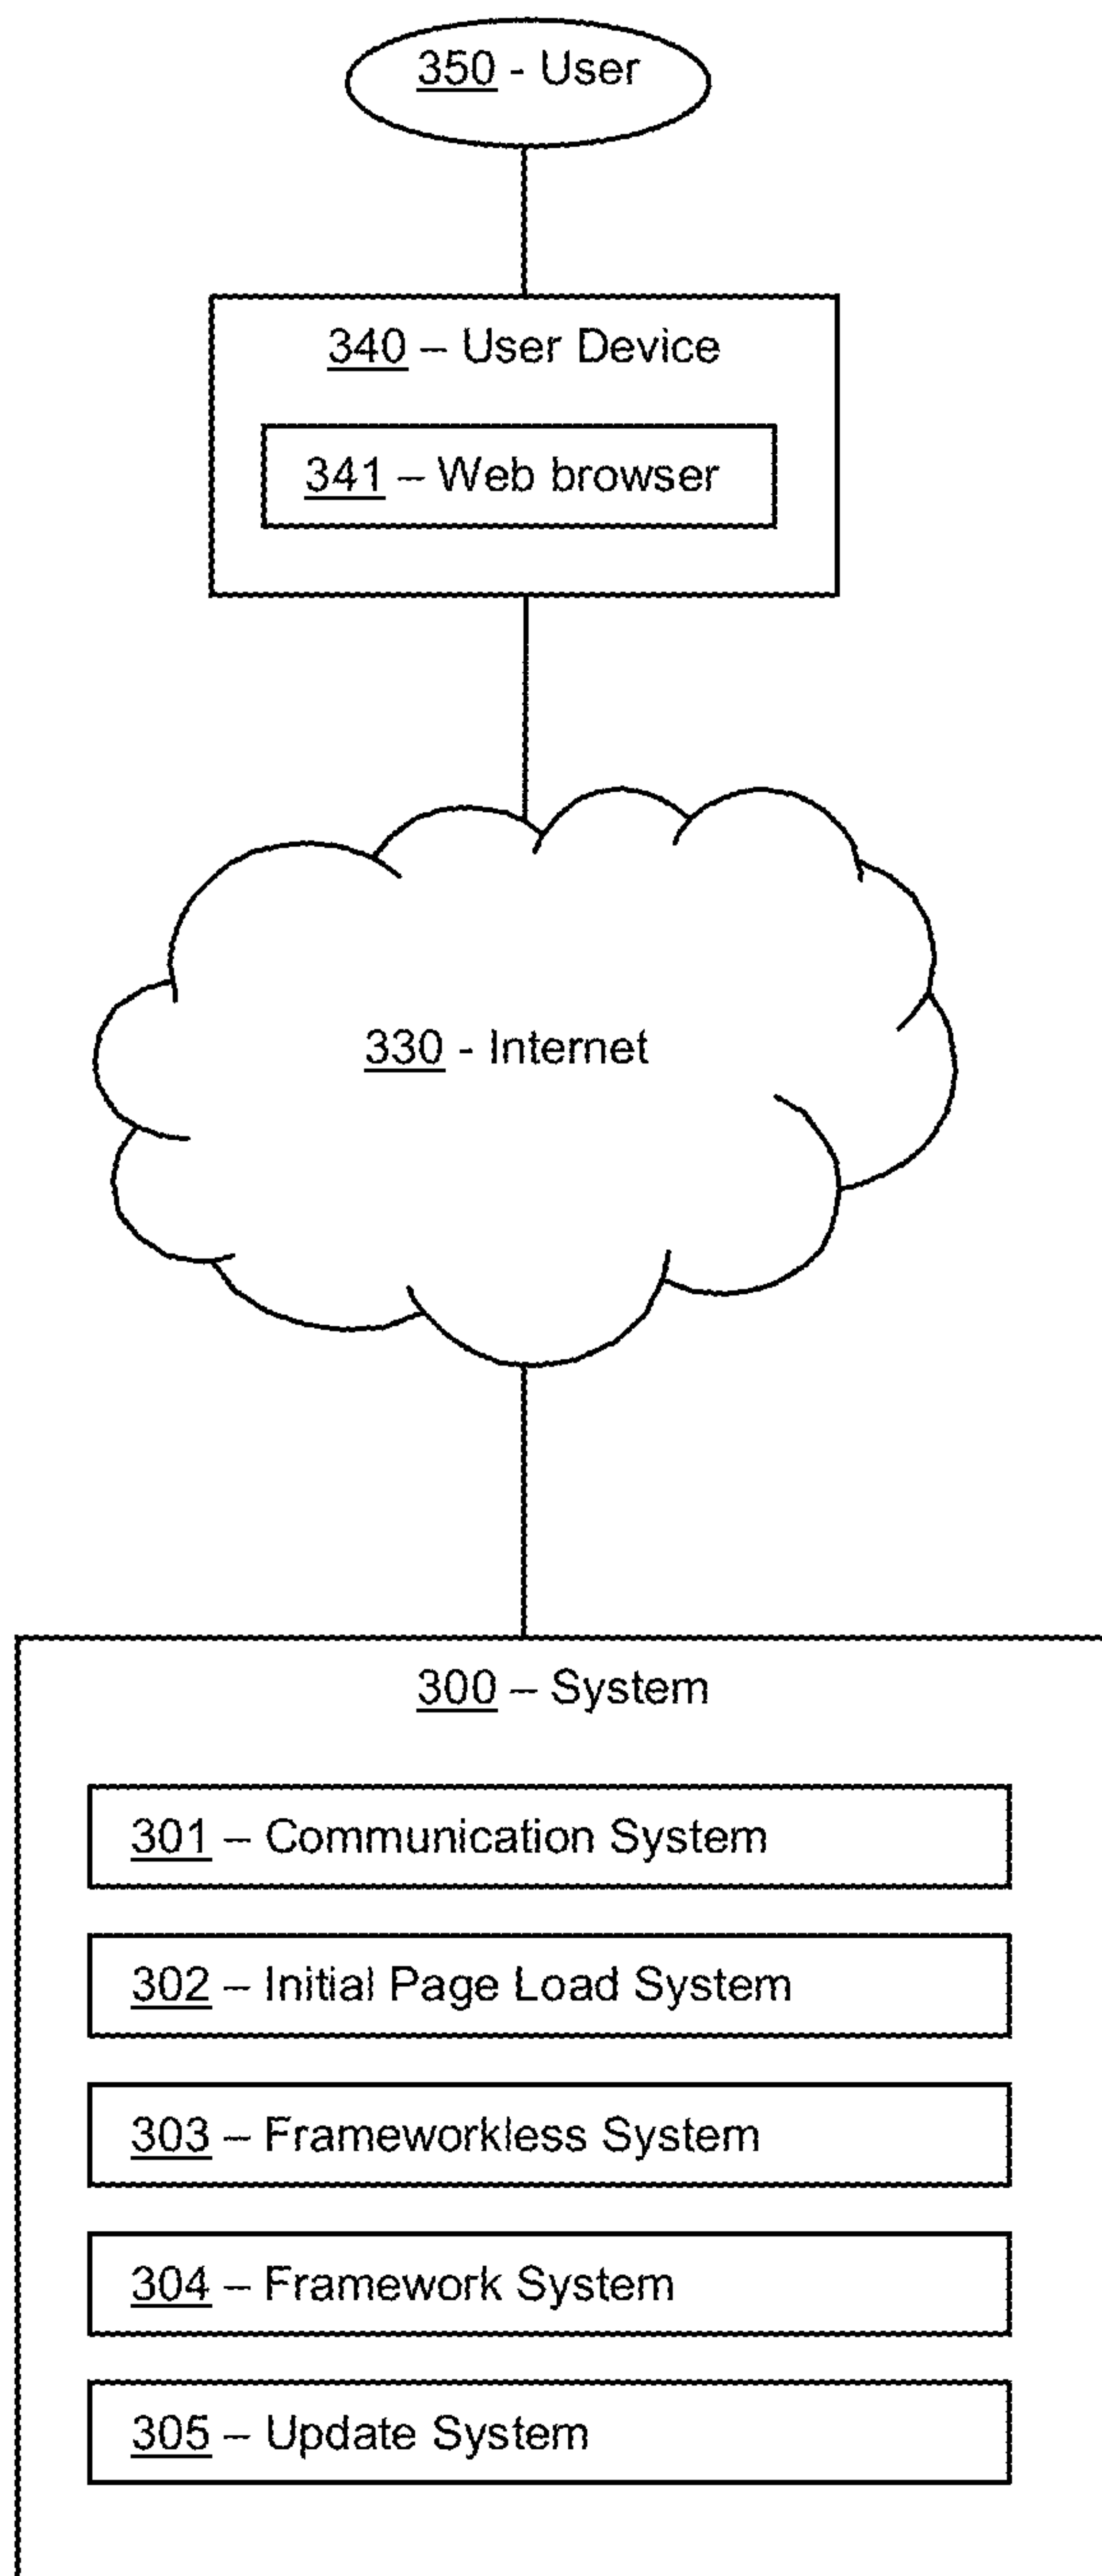 350 - User
340 – User Device
341 – Web browser
330 - Internet
300 – System
301 – Communication System
302 – Initial Page Load System
303 – Frameworkless System
304 – Framework System
305 – Update System